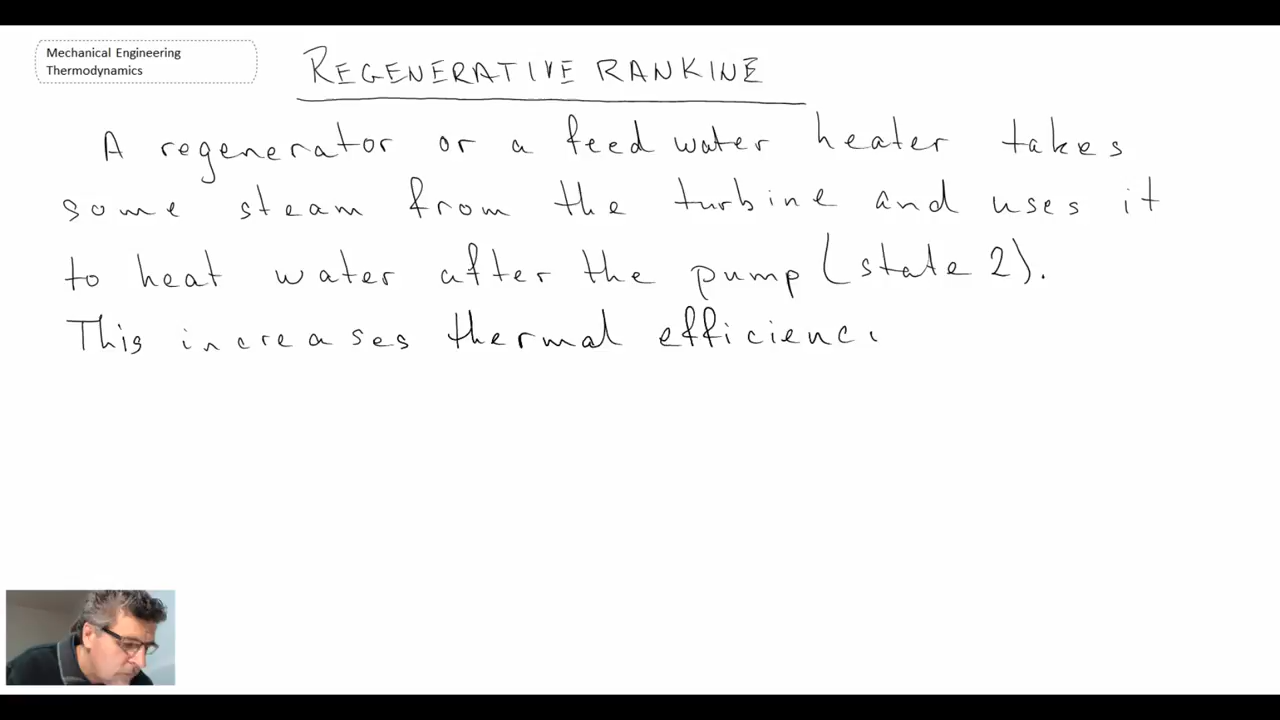 Mechanical Engineering
Thermodynamics
REGENERATIVE RANKINE
A regenerator or a feed water heater takes
some steam from the turbine and uses it
to heat water after the pump (state 2).
This increases thermal efficienc